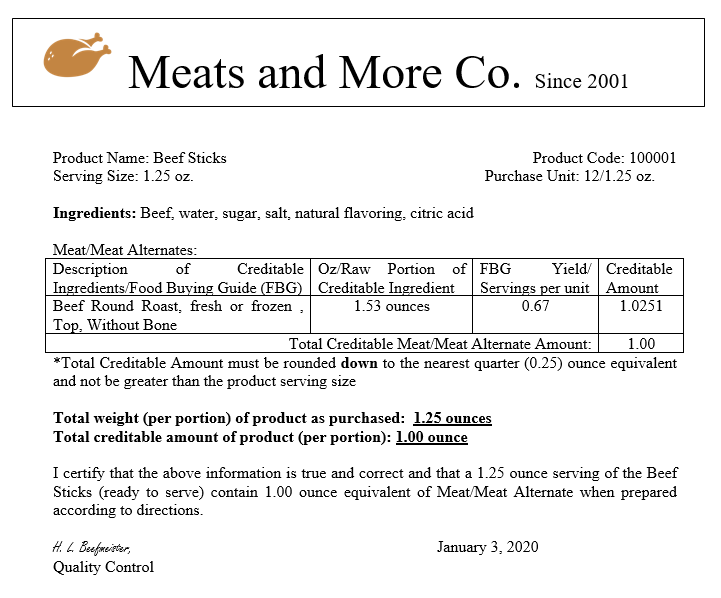 Meats and More Co. Since 2001
Product Name: Beef Sticks Product Code: 100001
Serving Size: 1.25 oz. Purchase Unit: 12/1.25 oz.
Ingredients: Beef, water, sugar, salt, natural flavoring, citric acid
Meat/Meat Alternates:
Description of Creditable Oz/Raw Portion of FBG Yield/ Creditable
Ingredients/Food Buying Guide (FBG) Creditable Ingredient Servings per unit Amount
Beef Round Roast, fresh or frozen , 1.53 ounces 0.67 1.0251
Top, Without Bone
Total Creditable Meat/Meat Alternate Amount: 1.00
*Total Creditable Amount must be rounded down to the nearest quarter (0.25) ounce equivalent
and not be greater than the product serving size
Total weight (per portion) of product as purchased: 1.25 ounces
Total creditable amount of product (per portion): 1.00 ounce
I certify that the above information is true and correct and that a 1.25 ounce serving of the Beef
Sticks (ready to serve) contain 1.00 ounce equivalent of Meat/Meat Alternate when prepared
according to directions.
H. L. Beefmeister, January 3, 2020
Quality Control